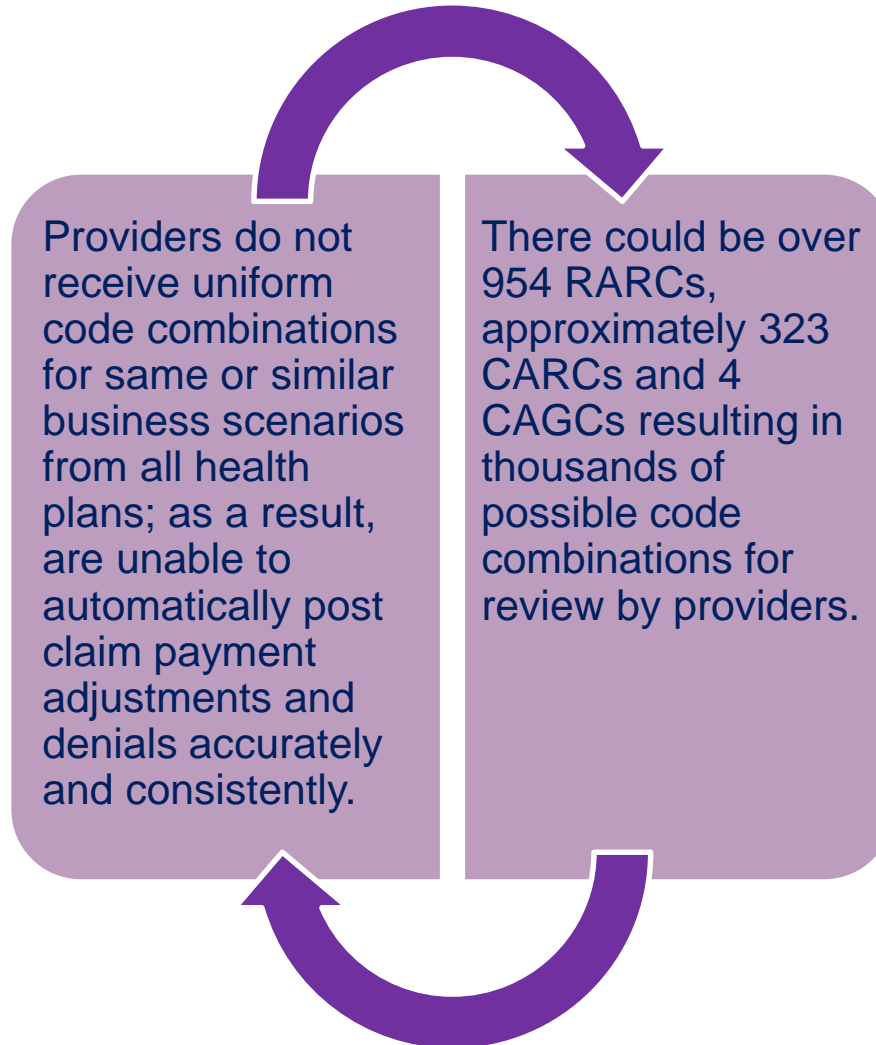 Providers do not
receive uniform
code combinations
for same or similar
business scenarios
from all health
plans; as a result,
are unable to
automatically post
claim payment
adjustments and
denials accurately
and consistently.
There could be over
954 RARCs,
approximately 323
CARCs and 4
CAGCs resulting in
thousands of
possible code
combinations for
review by providers.